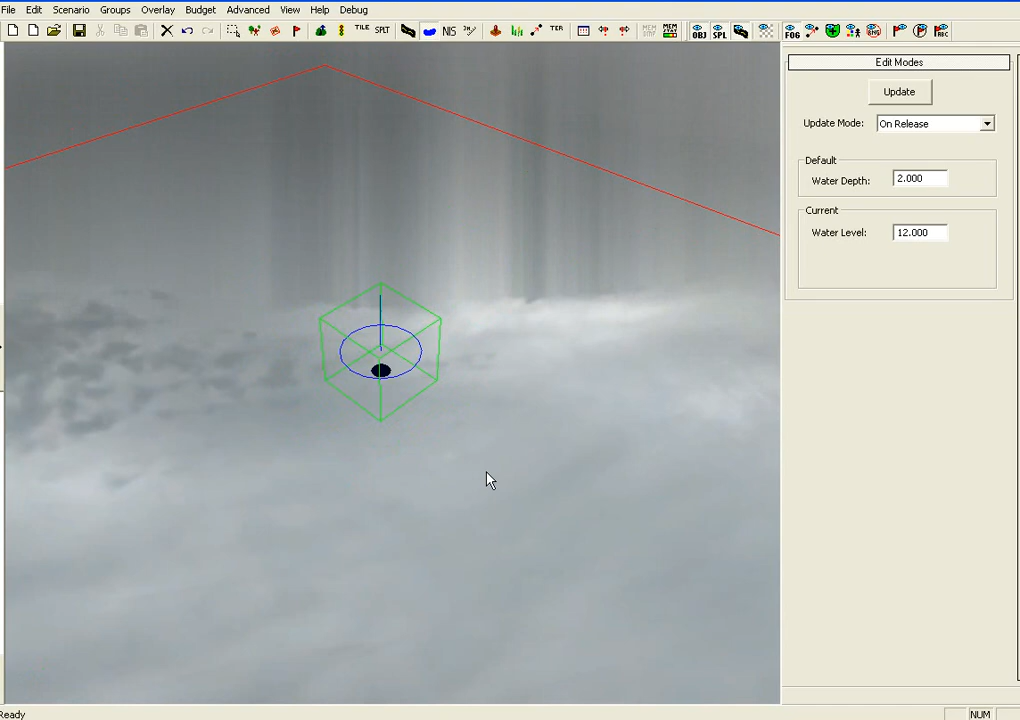 File Edit Scenario Groups Overlay Budget Advanced View Help Debug
TILE SPLT NIS TER OBJ SPL FOG
Edit Modes
Update
Update Mode: On Release
Default
Water Depth: 2.000
Current
Water Level: 12.000
Ready
NUM